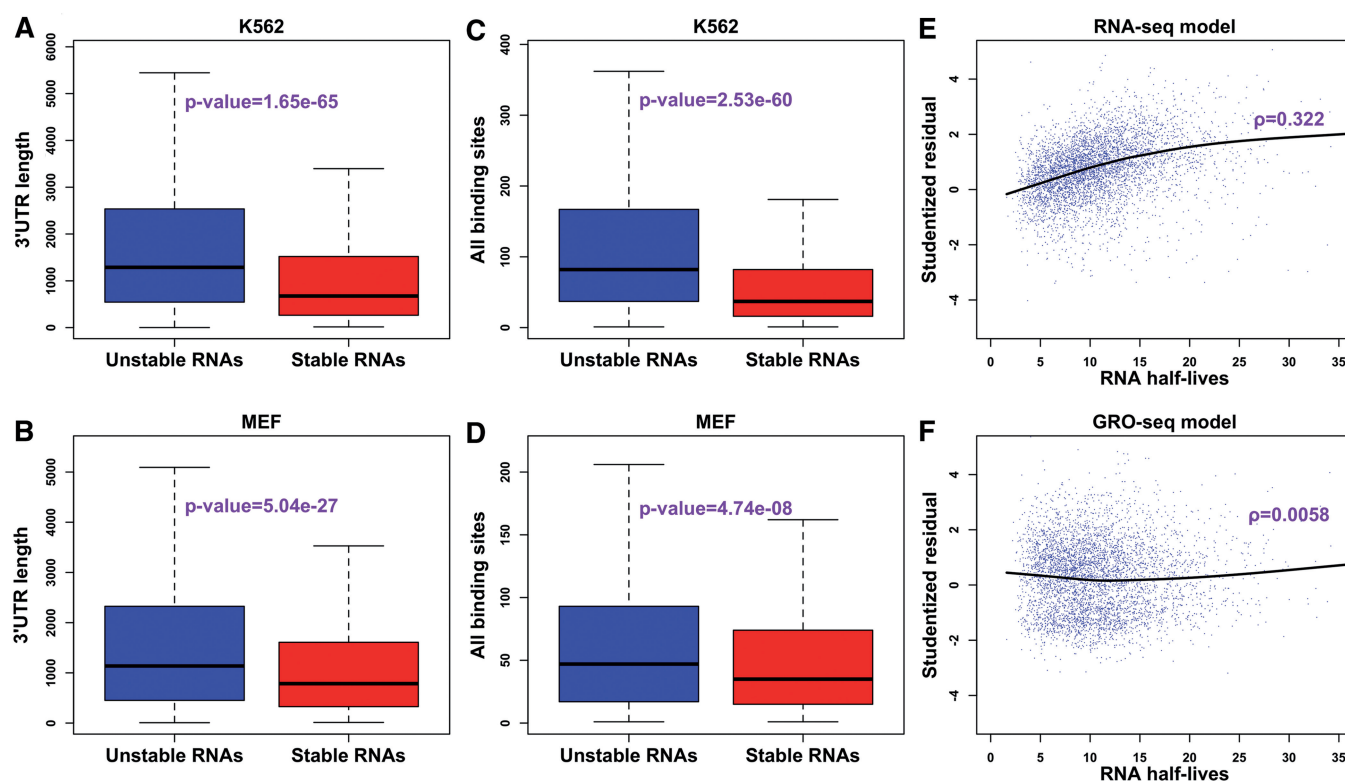 A
K562
3'UTR length
0
1000
2000
3000
4000
5000
6000
p-value=1.65e-65
Unstable RNAs
Stable RNAs
C
K562
All binding sites
0
100
200
300
400
p-value=2.53e-60
Unstable RNAs
Stable RNAs
E
RNA-seq model
Studentized residual
4
2
0
-2
-4
ρ=0.322
0 5 10 15 20 25 30 35
RNA half-lives
B
MEF
3'UTR length
0
1000
2000
3000
4000
5000
p-value=5.04e-27
Unstable RNAs
Stable RNAs
D
MEF
All binding sites
0
50
100
150
200
p-value=4.74e-08
Unstable RNAs
Stable RNAs
F
GRO-seq model
Studentized residual
4
2
0
-2
-4
ρ=0.0058
0 5 10 15 20 25 30 35
RNA half-lives